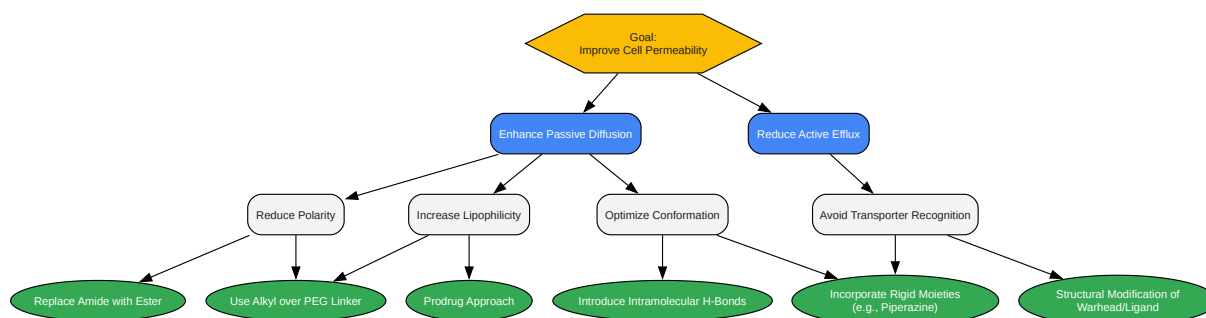 Goal:
Improve Cell Permeability
Enhance Passive Diffusion
Reduce Active Efflux
Reduce Polarity
Increase Lipophilicity
Optimize Conformation
Avoid Transporter Recognition
Replace Amide with Ester
Use Alkyl over PEG Linker
Prodrug Approach
Introduce Intramolecular H-Bonds
Incorporate Rigid Moieties
(e.g., Piperazine)
Structural Modification of
Warhead/Ligand